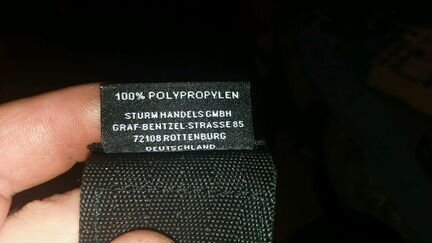 100% POLYPROPYLEN
STURM HANDELS GMBH
GRAF-BENTZEL-STRASSE 85
72108 ROTTENBURG
DEUTSCHLAND